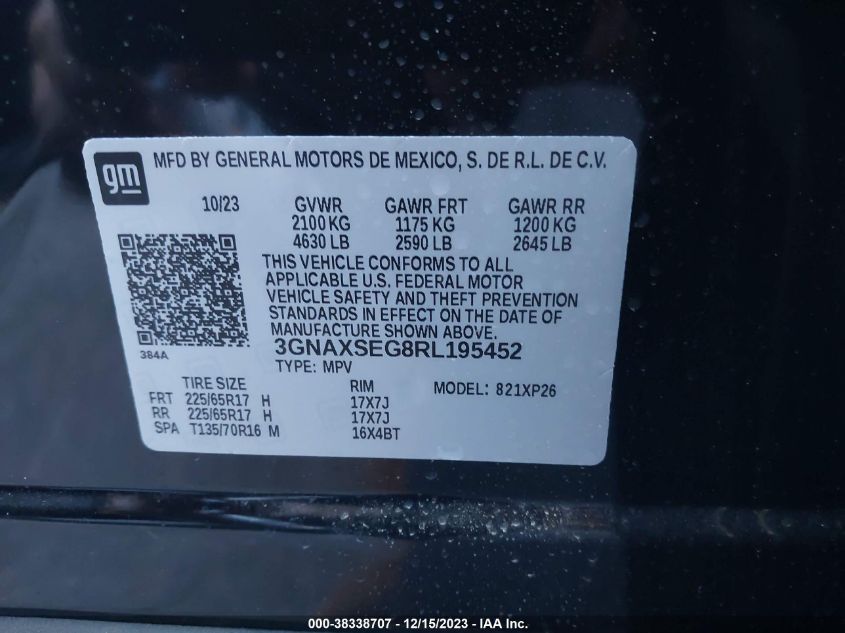 gm MFD BY GENERAL MOTORS DE MEXICO, S. DE R.L. DE C.V.
10/23 GVWR GAWR FRT GAWR RR
2100 KG 1175 KG 1200 KG
4630 LB 2590 LB 2645 LB
THIS VEHICLE CONFORMS TO ALL
APPLICABLE U.S. FEDERAL MOTOR
VEHICLE SAFETY AND THEFT PREVENTION
STANDARDS IN EFFECT ON THE DATE OF
MANUFACTURE SHOWN ABOVE.
384A 3GNAXSEG8RL195452
TYPE: MPV
TIRE SIZE RIM MODEL: 821XP26
FRT 225/65R17 H 17X7J
RR 225/65R17 H 17X7J
SPA T135/70R16 M 16X4BT
000-38338707 - 12/15/2023 - IAAI Inc.